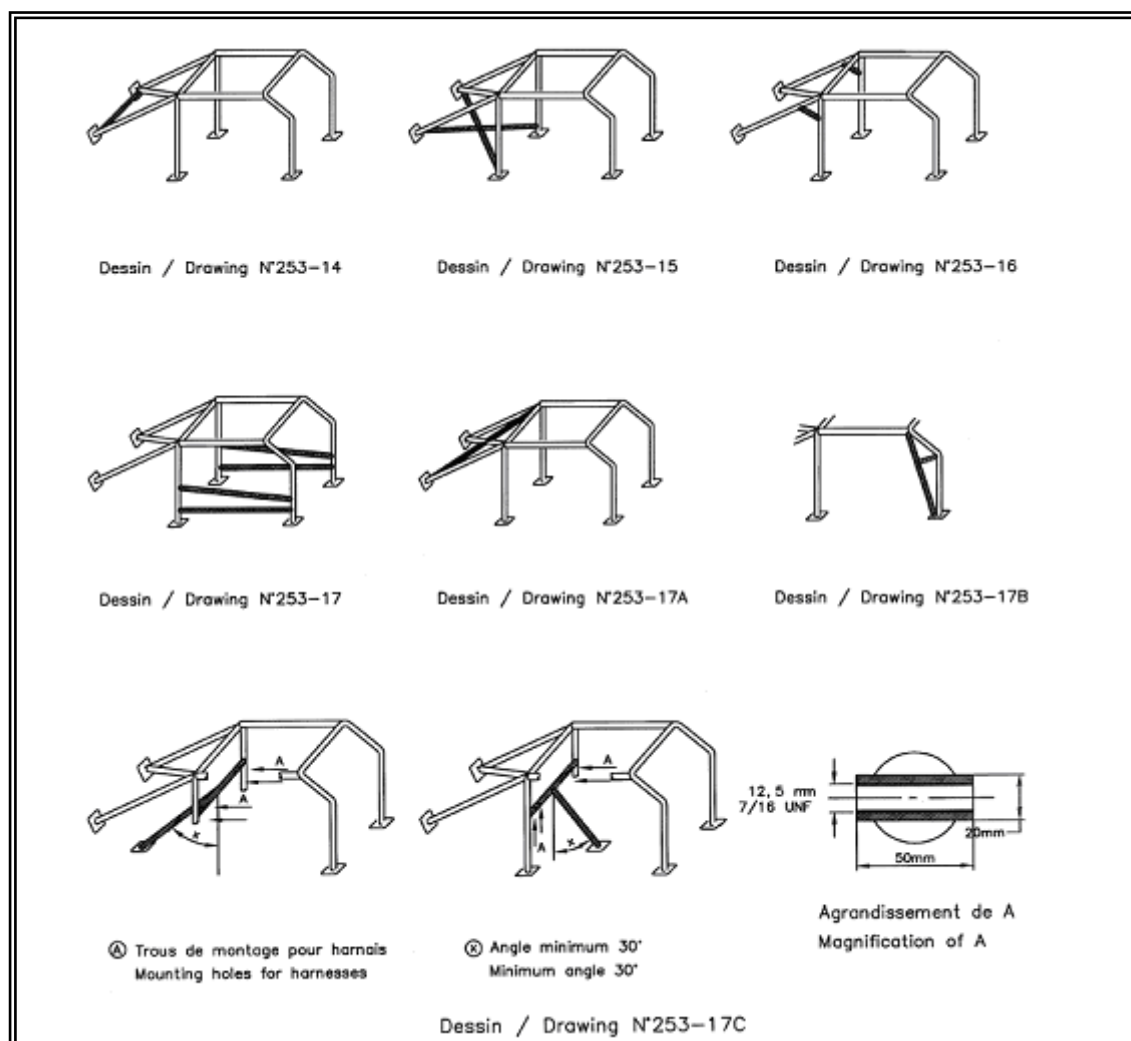 Dessin / Drawing N°253-14
Dessin / Drawing N°253-15
Dessin / Drawing N°253-16
Dessin / Drawing N°253-17
Dessin / Drawing N°253-17A
Dessin / Drawing N°253-17B
A
A
x
A
A
x
12,5 mm
7/16 UNF
20mm
50mm
Agrandissement de A
Magnification of A
A Trous de montage pour harnais
Mounting holes for harnesses
x Angle minimum 30°
Minimum angle 30°
Dessin / Drawing N°253-17C